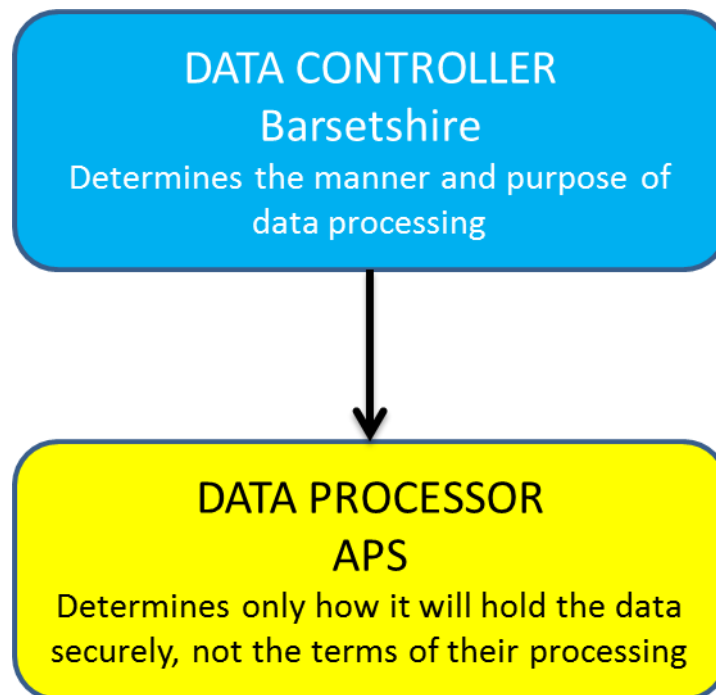 DATA CONTROLLER
Barsetshire
Determines the manner and purpose of
data processing
DATA PROCESSOR
APS
Determines only how it will hold the data
securely, not the terms of their processing